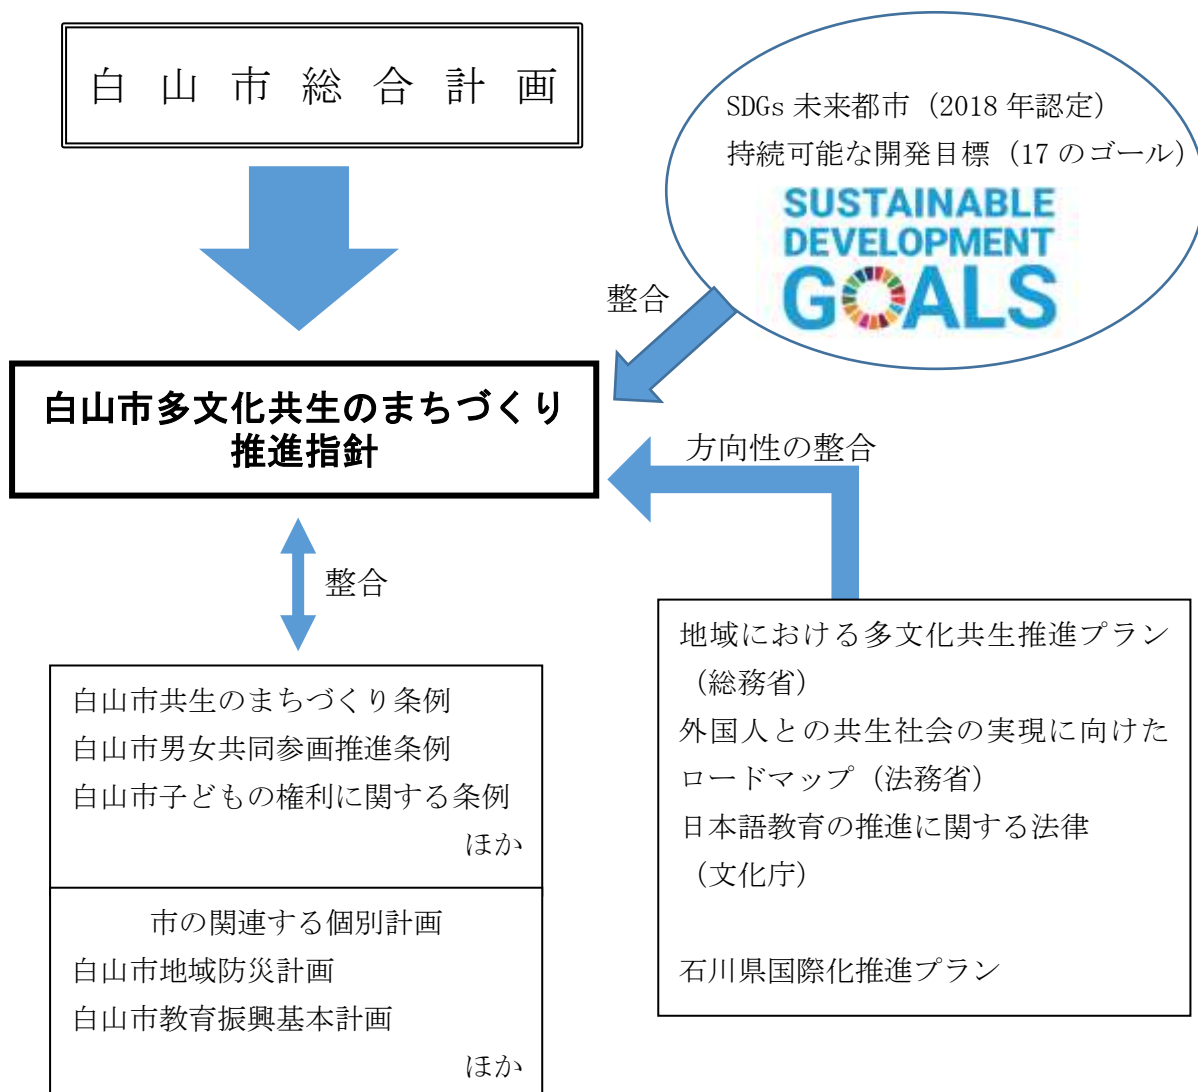 白山市総合計画
SDGs 未来都市（2018 年認定）
持続可能な開発目標（17 のゴール）
SUSTAINABLE
DEVELOPMENT
GOALS
整合
白山市多文化共生のまちづくり
推進指針
方向性の整合
整合
白山市共生のまちづくり条例
白山市男女共同参画推進条例
白山市子どもの権利に関する条例
ほか
市の関連する個別計画
白山市地域防災計画
白山市教育振興基本計画
ほか
地域における多文化共生推進プラン
（総務省）
外国人との共生社会の実現に向けた
ロードマップ（法務省）
日本語教育の推進に関する法律
（文化庁）
石川県国際化推進プラン